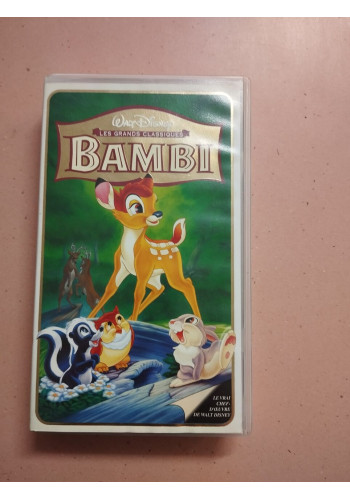 Walt Disney
LES GRANDS CLASSIQUES
BAMBI
LE VRAI
CHEF-
D'ŒUVRE
DE WALT DISNEY